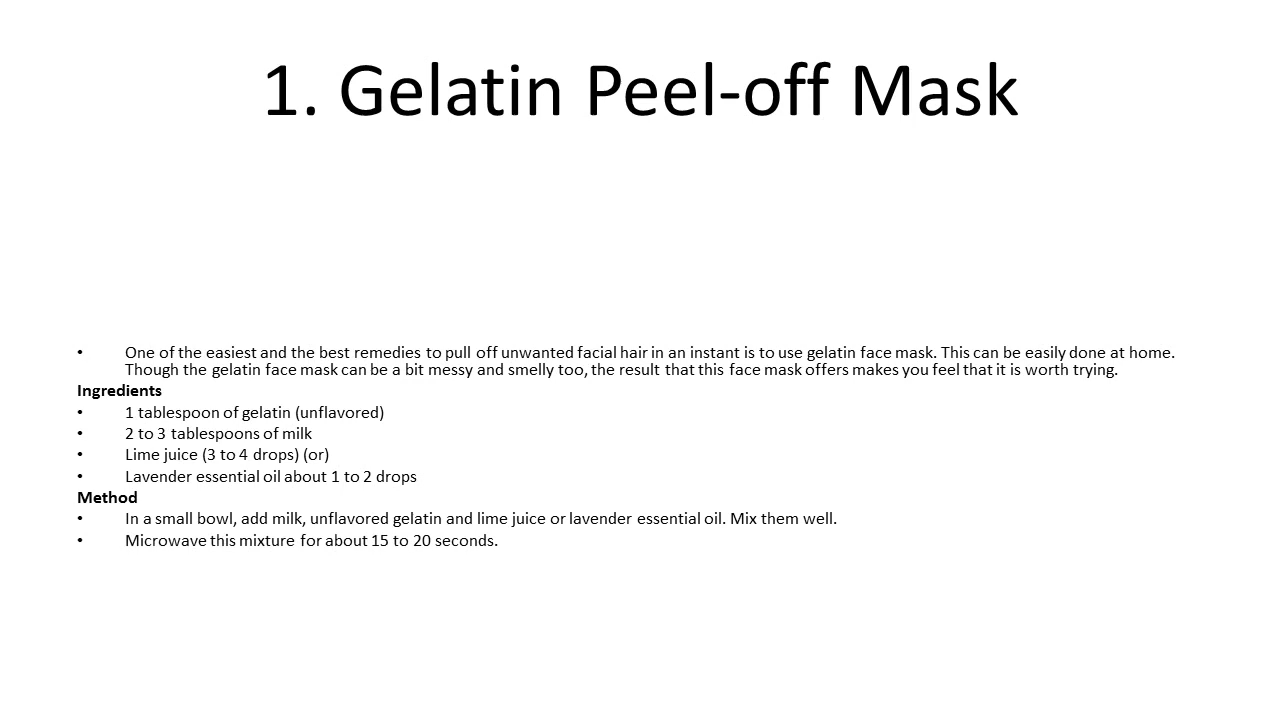 1. Gelatin Peel-off Mask
• One of the easiest and the best remedies to pull off unwanted facial hair in an instant is to use gelatin face mask. This can be easily done at home.
Though the gelatin face mask can be a bit messy and smelly too, the result that this face mask offers makes you feel that it is worth trying.
Ingredients
• 1 tablespoon of gelatin (unflavored)
• 2 to 3 tablespoons of milk
• Lime juice (3 to 4 drops) (or)
• Lavender essential oil about 1 to 2 drops
Method
• In a small bowl, add milk, unflavored gelatin and lime juice or lavender essential oil. Mix them well.
• Microwave this mixture for about 15 to 20 seconds.